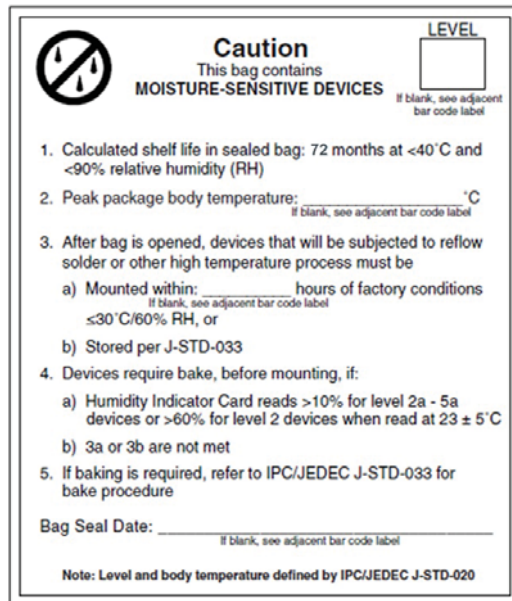 LEVEL
Caution
This bag contains
MOISTURE-SENSITIVE DEVICES
If blank, see adjacent
bar code label
1. Calculated shelf life in sealed bag: 72 months at <40˚C and
<90% relative humidity (RH)
2. Peak package body temperature: ____________________˚C
If blank, see adjacent bar code label
3. After bag is opened, devices that will be subjected to reflow
solder or other high temperature process must be
a) Mounted within: ___________ hours of factory conditions
If blank, see adjacent bar code label
≤30˚C/60% RH, or
b) Stored per J-STD-033
4. Devices require bake, before mounting, if:
a) Humidity Indicator Card reads >10% for level 2a - 5a
devices or >60% for level 2 devices when read at 23 ± 5˚C
b) 3a or 3b are not met
5. If baking is required, refer to IPC/JEDEC J-STD-033 for
bake procedure
Bag Seal Date: ________________________________________
If blank, see adjacent bar code label
Note: Level and body temperature defined by IPC/JEDEC J-STD-020